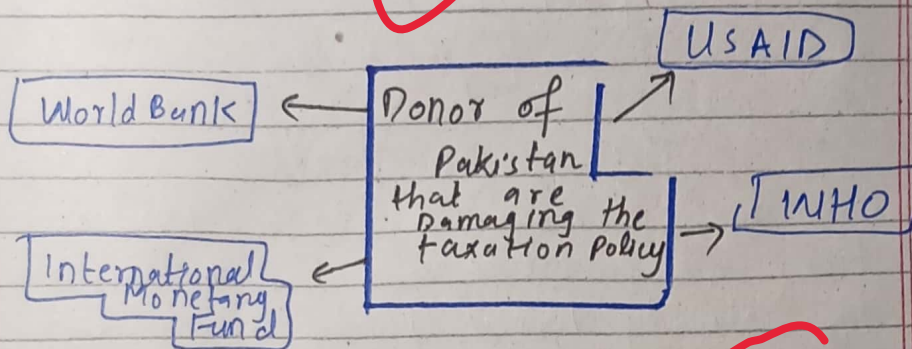 USAID
World Bank
Donor of
Pakistan
that are
Damaging the
taxation Policy
WHO
International
Monetary
Fund